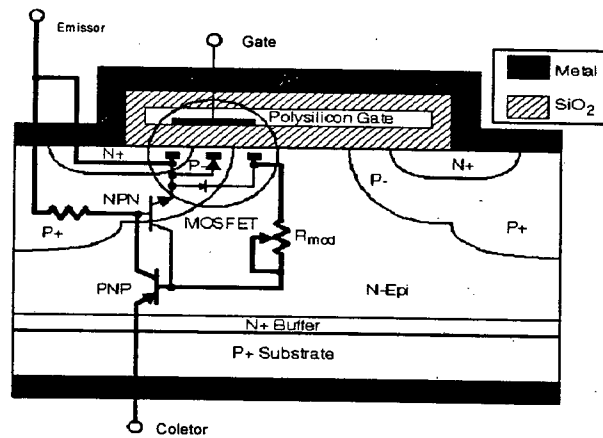 Emissor
Gate
Metal
SiO2
Polysilicon Gate
N+
P-
N+
NPN
MOSFET
P-
P+
Rmod
P+
PNP
N-Epi
N+ Buffer
P+ Substrate
Coletor